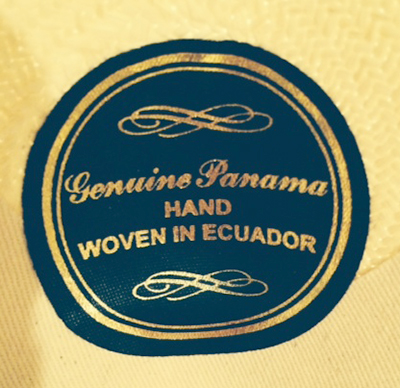 Genuine Panama
HAND
WOVEN IN ECUADOR